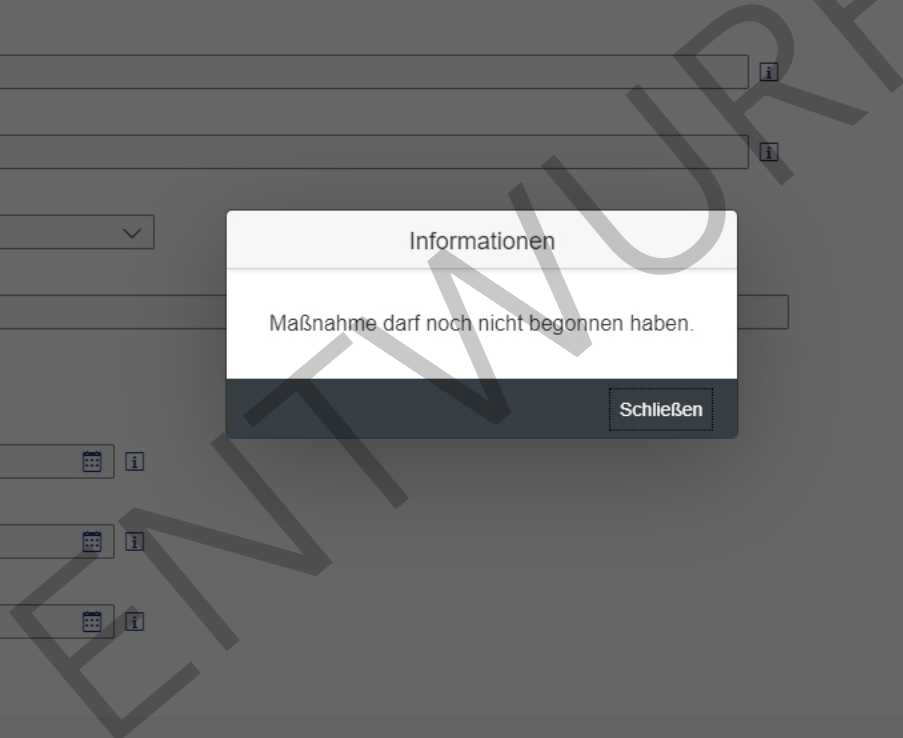 Informationen
Maßnahme darf noch nicht begonnen haben.
Schließen
i
i
i
i
i
ENTWURF